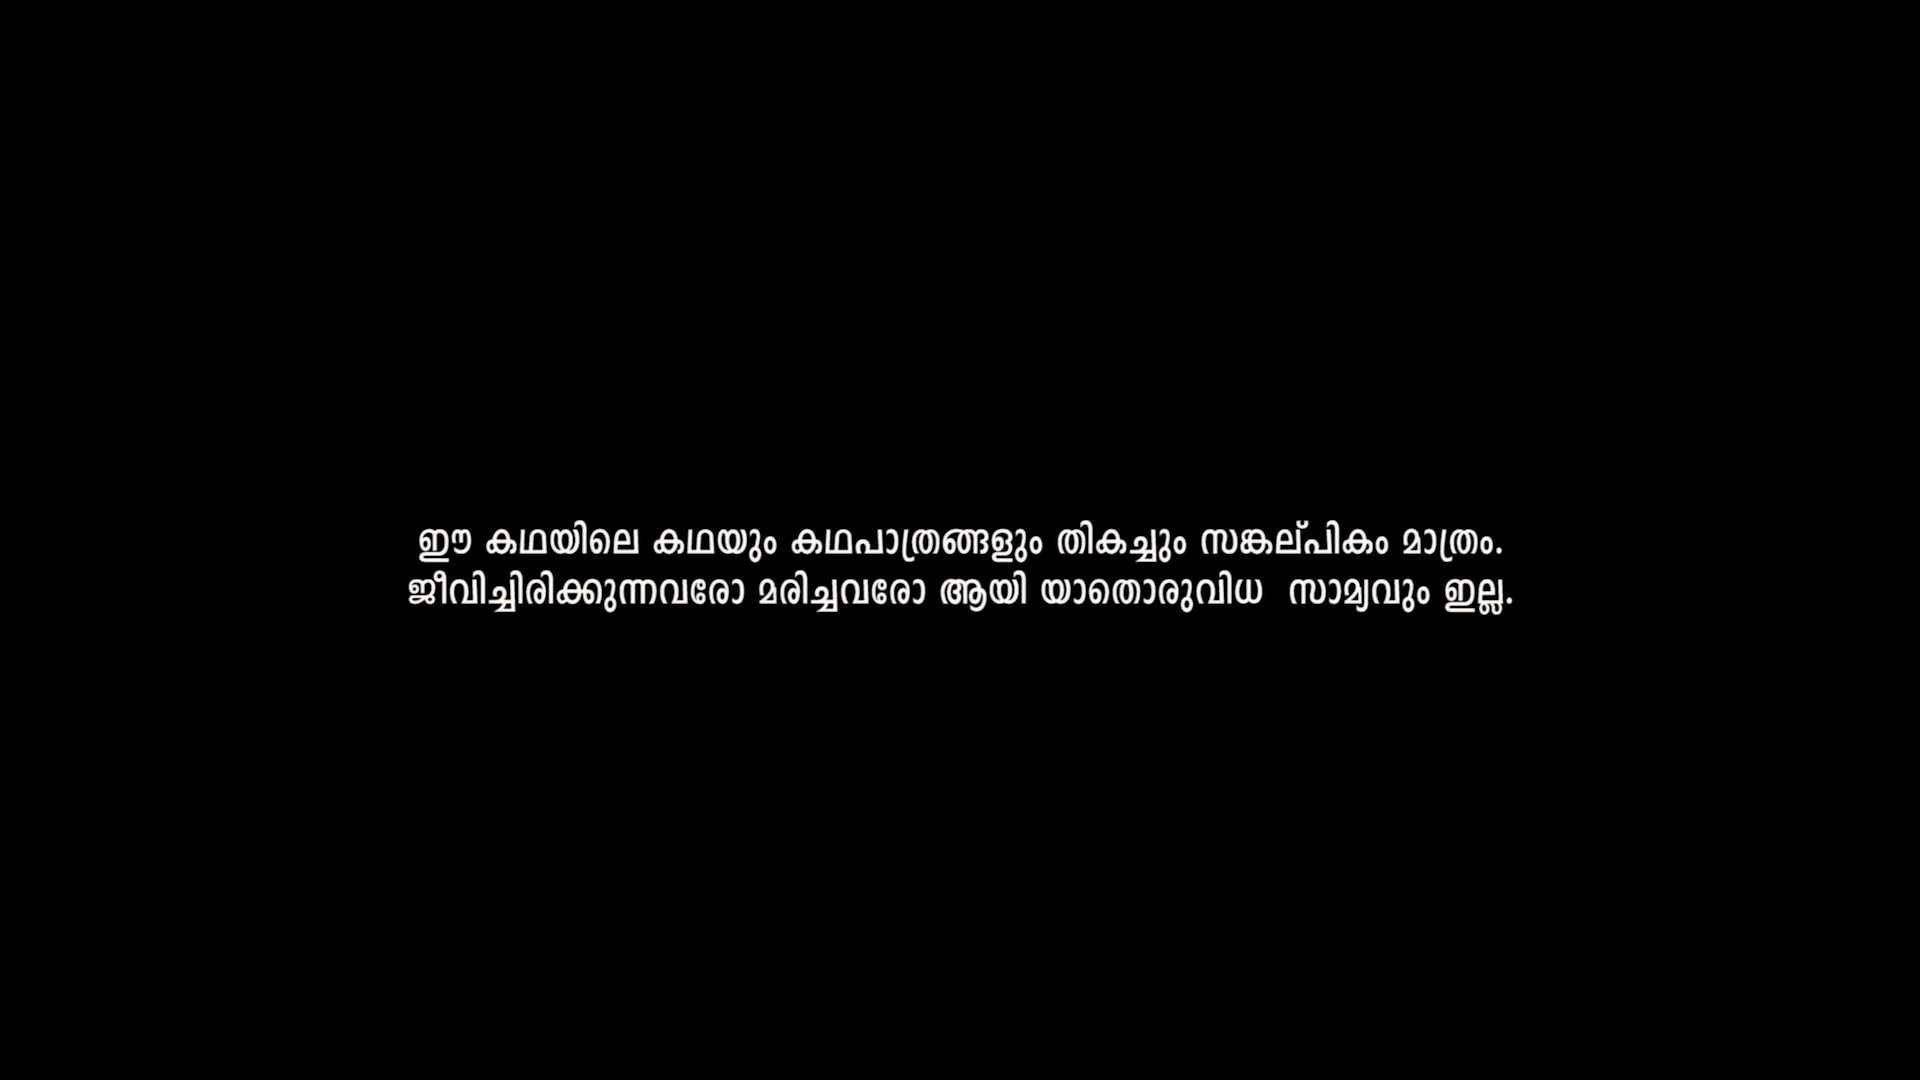 ഈ കഥയിലെ കഥയും കഥപാത്രങ്ങളും തികച്ചും സങ്കല്പികം മാത്രം.
ജീവിച്ചിരിക്കുന്നവരോ മരിച്ചവരോ ആയി യാതൊരുവിധ  സാമ്യവും ഇല്ല.